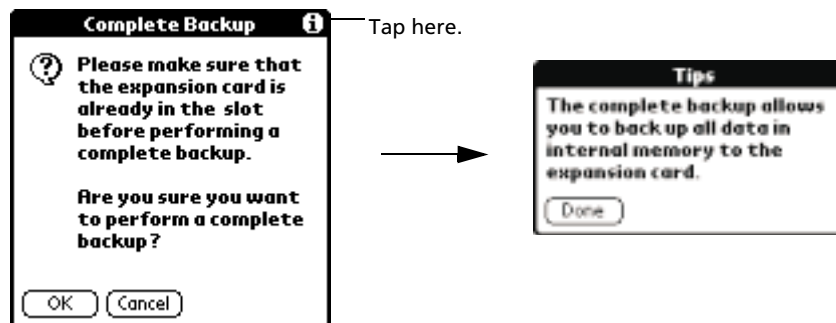 Complete Backup
Tap here.
Please make sure that
the expansion card is
already in the slot
before performing a
complete backup.
Are you sure you want
to perform a complete
backup?
OK Cancel
Tips
The complete backup allows
you to back up all data in
internal memory to the
expansion card.
Done